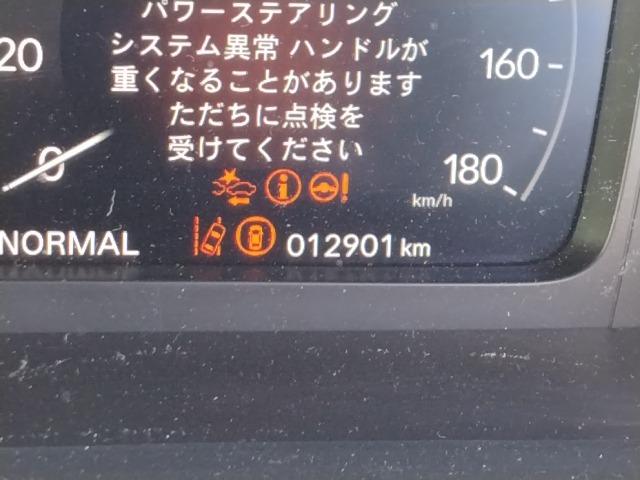 パワーステアリング
システム異常 ハンドルが
重くなることがあります
ただちに点検を
受けてください
20
160
0
180
km/h
NORMAL
012901 km